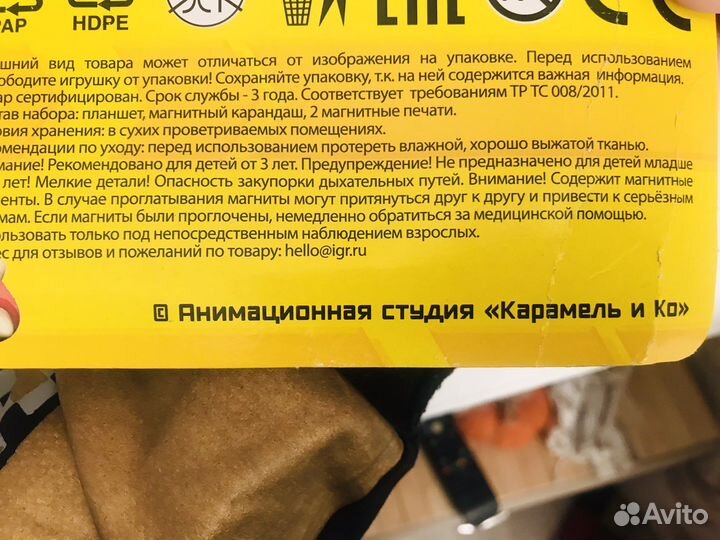 PAP HDPE EAC CE
шний вид товара может отличаться от изображения на упаковке. Перед использованием
ободите игрушку от упаковки! Сохраняйте упаковку, т.к. на ней содержится важная информация.
ар сертифицирован. Срок службы - 3 года. Соответствует требованиям ТР ТС 008/2011.
тав набора: планшет, магнитный карандаш, 2 магнитные печати.
овия хранения: в сухих проветриваемых помещениях.
омендации по уходу: перед использованием протереть влажной, хорошо выжатой тканью.
мание! Рекомендовано для детей от 3 лет! Предупреждение! Не предназначено для детей младше
лет! Мелкие детали! Опасность закупорки дыхательных путей. Внимание! Содержит магнитные
енты. В случае проглатывания магниты могут притянуться друг к другу и привести к серьёзным
мам. Если магниты были проглочены, немедленно обратиться за медицинской помощью.
ользовать только под непосредственным наблюдением взрослых.
ес для отзывов и пожеланий по товару: hello@igr.ru
© Анимационная студия «Карамель и Ко»
Avito